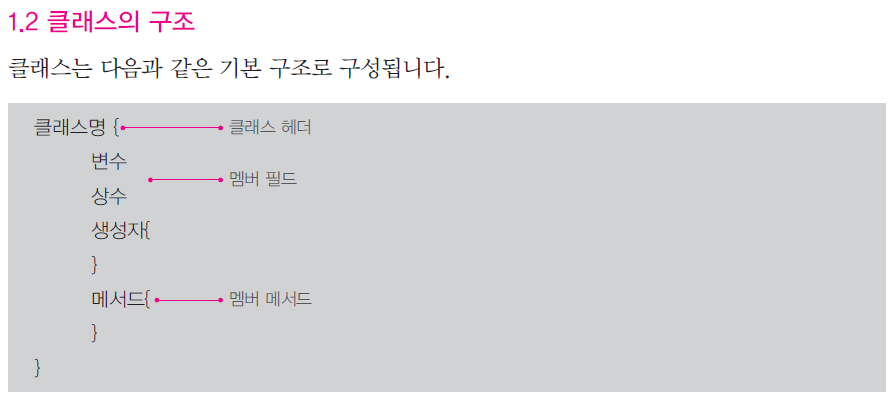 1.2 클래스의 구조
클래스는 다음과 같은 기본 구조로 구성됩니다.
클래스명 { 클래스 헤더
변수
멤버 필드
상수
생성자{
}
메서드{ 멤버 메서드
}
}